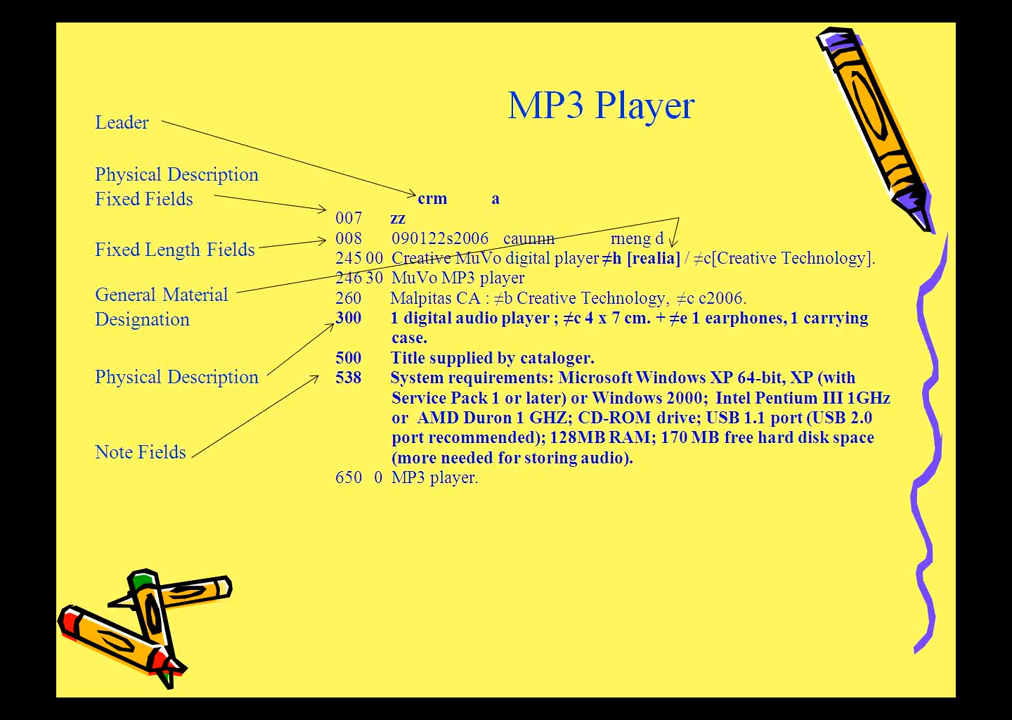 MP3 Player
Leader
Physical Description
Fixed Fields
Fixed Length Fields
General Material
Designation
Physical Description
Note Fields
crm a
007 zz
008 090122s2006 caunnn rneng d
245 00 Creative MuVo digital player ≠h [realia] / ≠c[Creative Technology].
246 30 MuVo MP3 player
260 Malpitas CA : ≠b Creative Technology, ≠c c2006.
300 1 digital audio player ; ≠c 4 x 7 cm. + ≠e 1 earphones, 1 carrying
case.
500 Title supplied by cataloger.
538 System requirements: Microsoft Windows XP 64-bit, XP (with
Service Pack 1 or later) or Windows 2000; Intel Pentium III 1GHz
or AMD Duron 1 GHZ; CD-ROM drive; USB 1.1 port (USB 2.0
port recommended); 128MB RAM; 170 MB free hard disk space
(more needed for storing audio).
650 0 MP3 player.